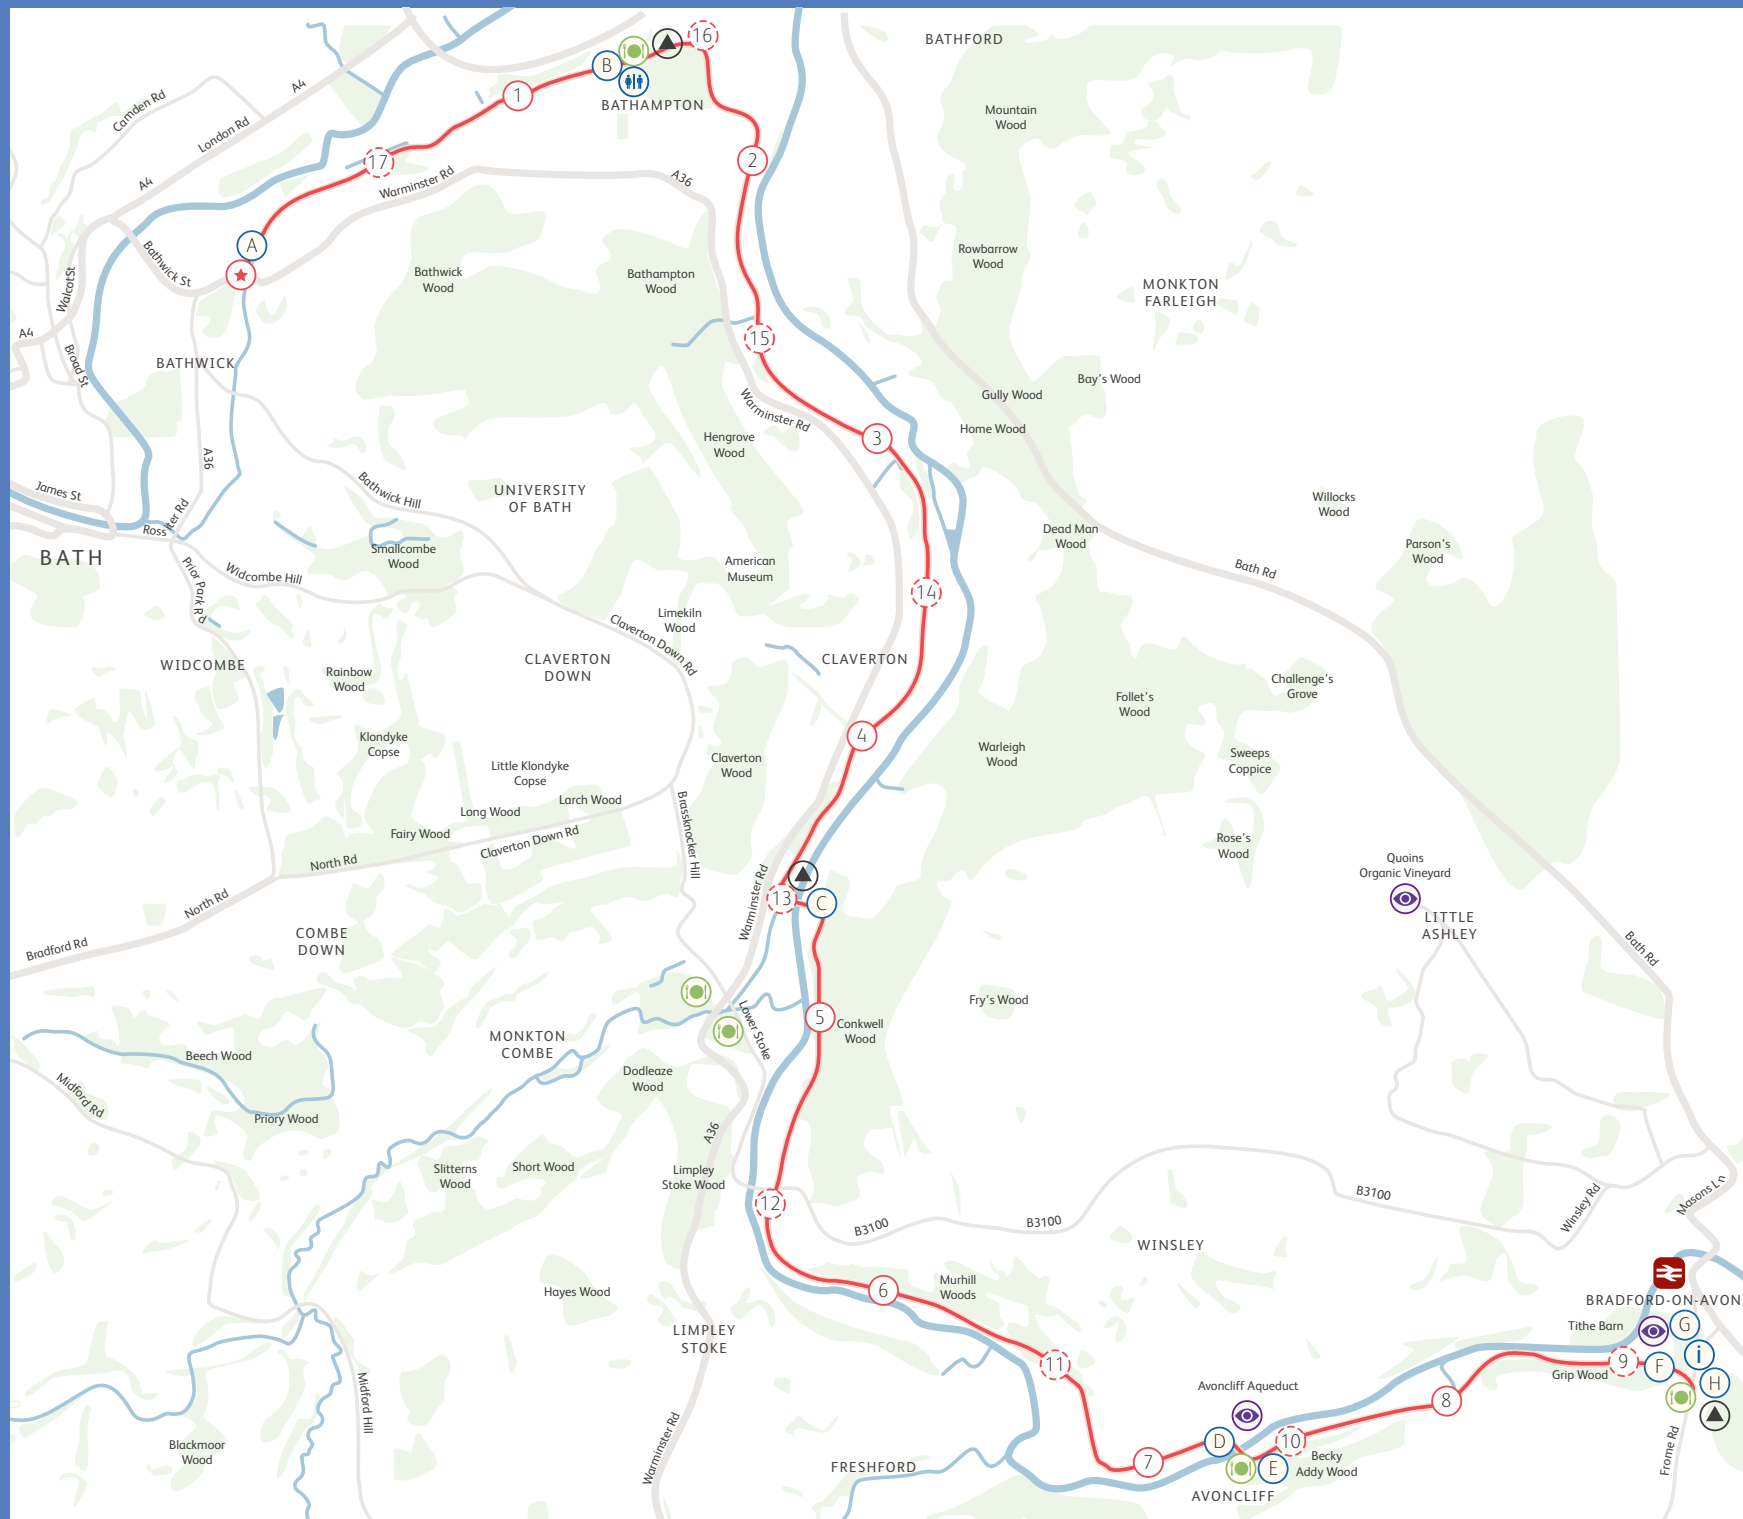 16
BATHFORD
B
A4
1
BATHAMPTON
Camden Rd
Mountain
Wood
London Rd
17
2
A4
Warminster Rd
A36
A
Bathwick St
Rowbarrow
Wood
Bathwick
Wood
Bathampton
Wood
MONKTON
FARLEIGH
Walcot St
A4
15
Broad St
BATHWICK
Bay's Wood
Gully Wood
Warminster Rd
Home Wood
3
Hengrove
Wood
A36
James St
Bathwick Hill
UNIVERSITY
OF BATH
Willocks
Wood
Rossiter Rd
Dead Man
Wood
BATH
Smallcombe
Wood
Parson's
Wood
American
Museum
Bath Rd
Widcombe Hill
Prior Park Rd
14
Limekiln
Wood
Claverton Down Rd
WIDCOMBE
CLAVERTON
DOWN
CLAVERTON
Rainbow
Wood
Challenge's
Grove
Follet's
Wood
4
Klondyke
Copse
Warleigh
Wood
Claverton
Wood
Sweeps
Coppice
Little Klondyke
Copse
Larch Wood
Long Wood
Fairy Wood
Brassknocker Hill
Claverton Down Rd
Rose's
Wood
North Rd
Quoins
Organic Vineyard
Warminster Rd
13
C
North Rd
LITTLE
ASHLEY
COMBE
DOWN
Bradford Rd
Bath Rd
Fry's Wood
5
Lower Stoke
Conkwell
Wood
MONKTON
COMBE
Beech Wood
Dodleaze
Wood
Midford Rd
Priory Wood
A36
Slitterns
Wood
Short Wood
Limpley
Stoke Wood
B3100
Masons Ln
12
Winsley Rd
B3100
B3100
WINSLEY
6
Murhill
Woods
Hayes Wood
BRADFORD-ON-AVON
Tithe Barn
G
LIMPLEY
STOKE
i
11
9
F
Grip Wood
H
Avoncliff Aqueduct
8
Midford Hill
D
10
Blackmoor
Wood
Warminster Rd
7
E
Becky
Addy Wood
Frome Rd
FRESHFORD
AVONCLIFF